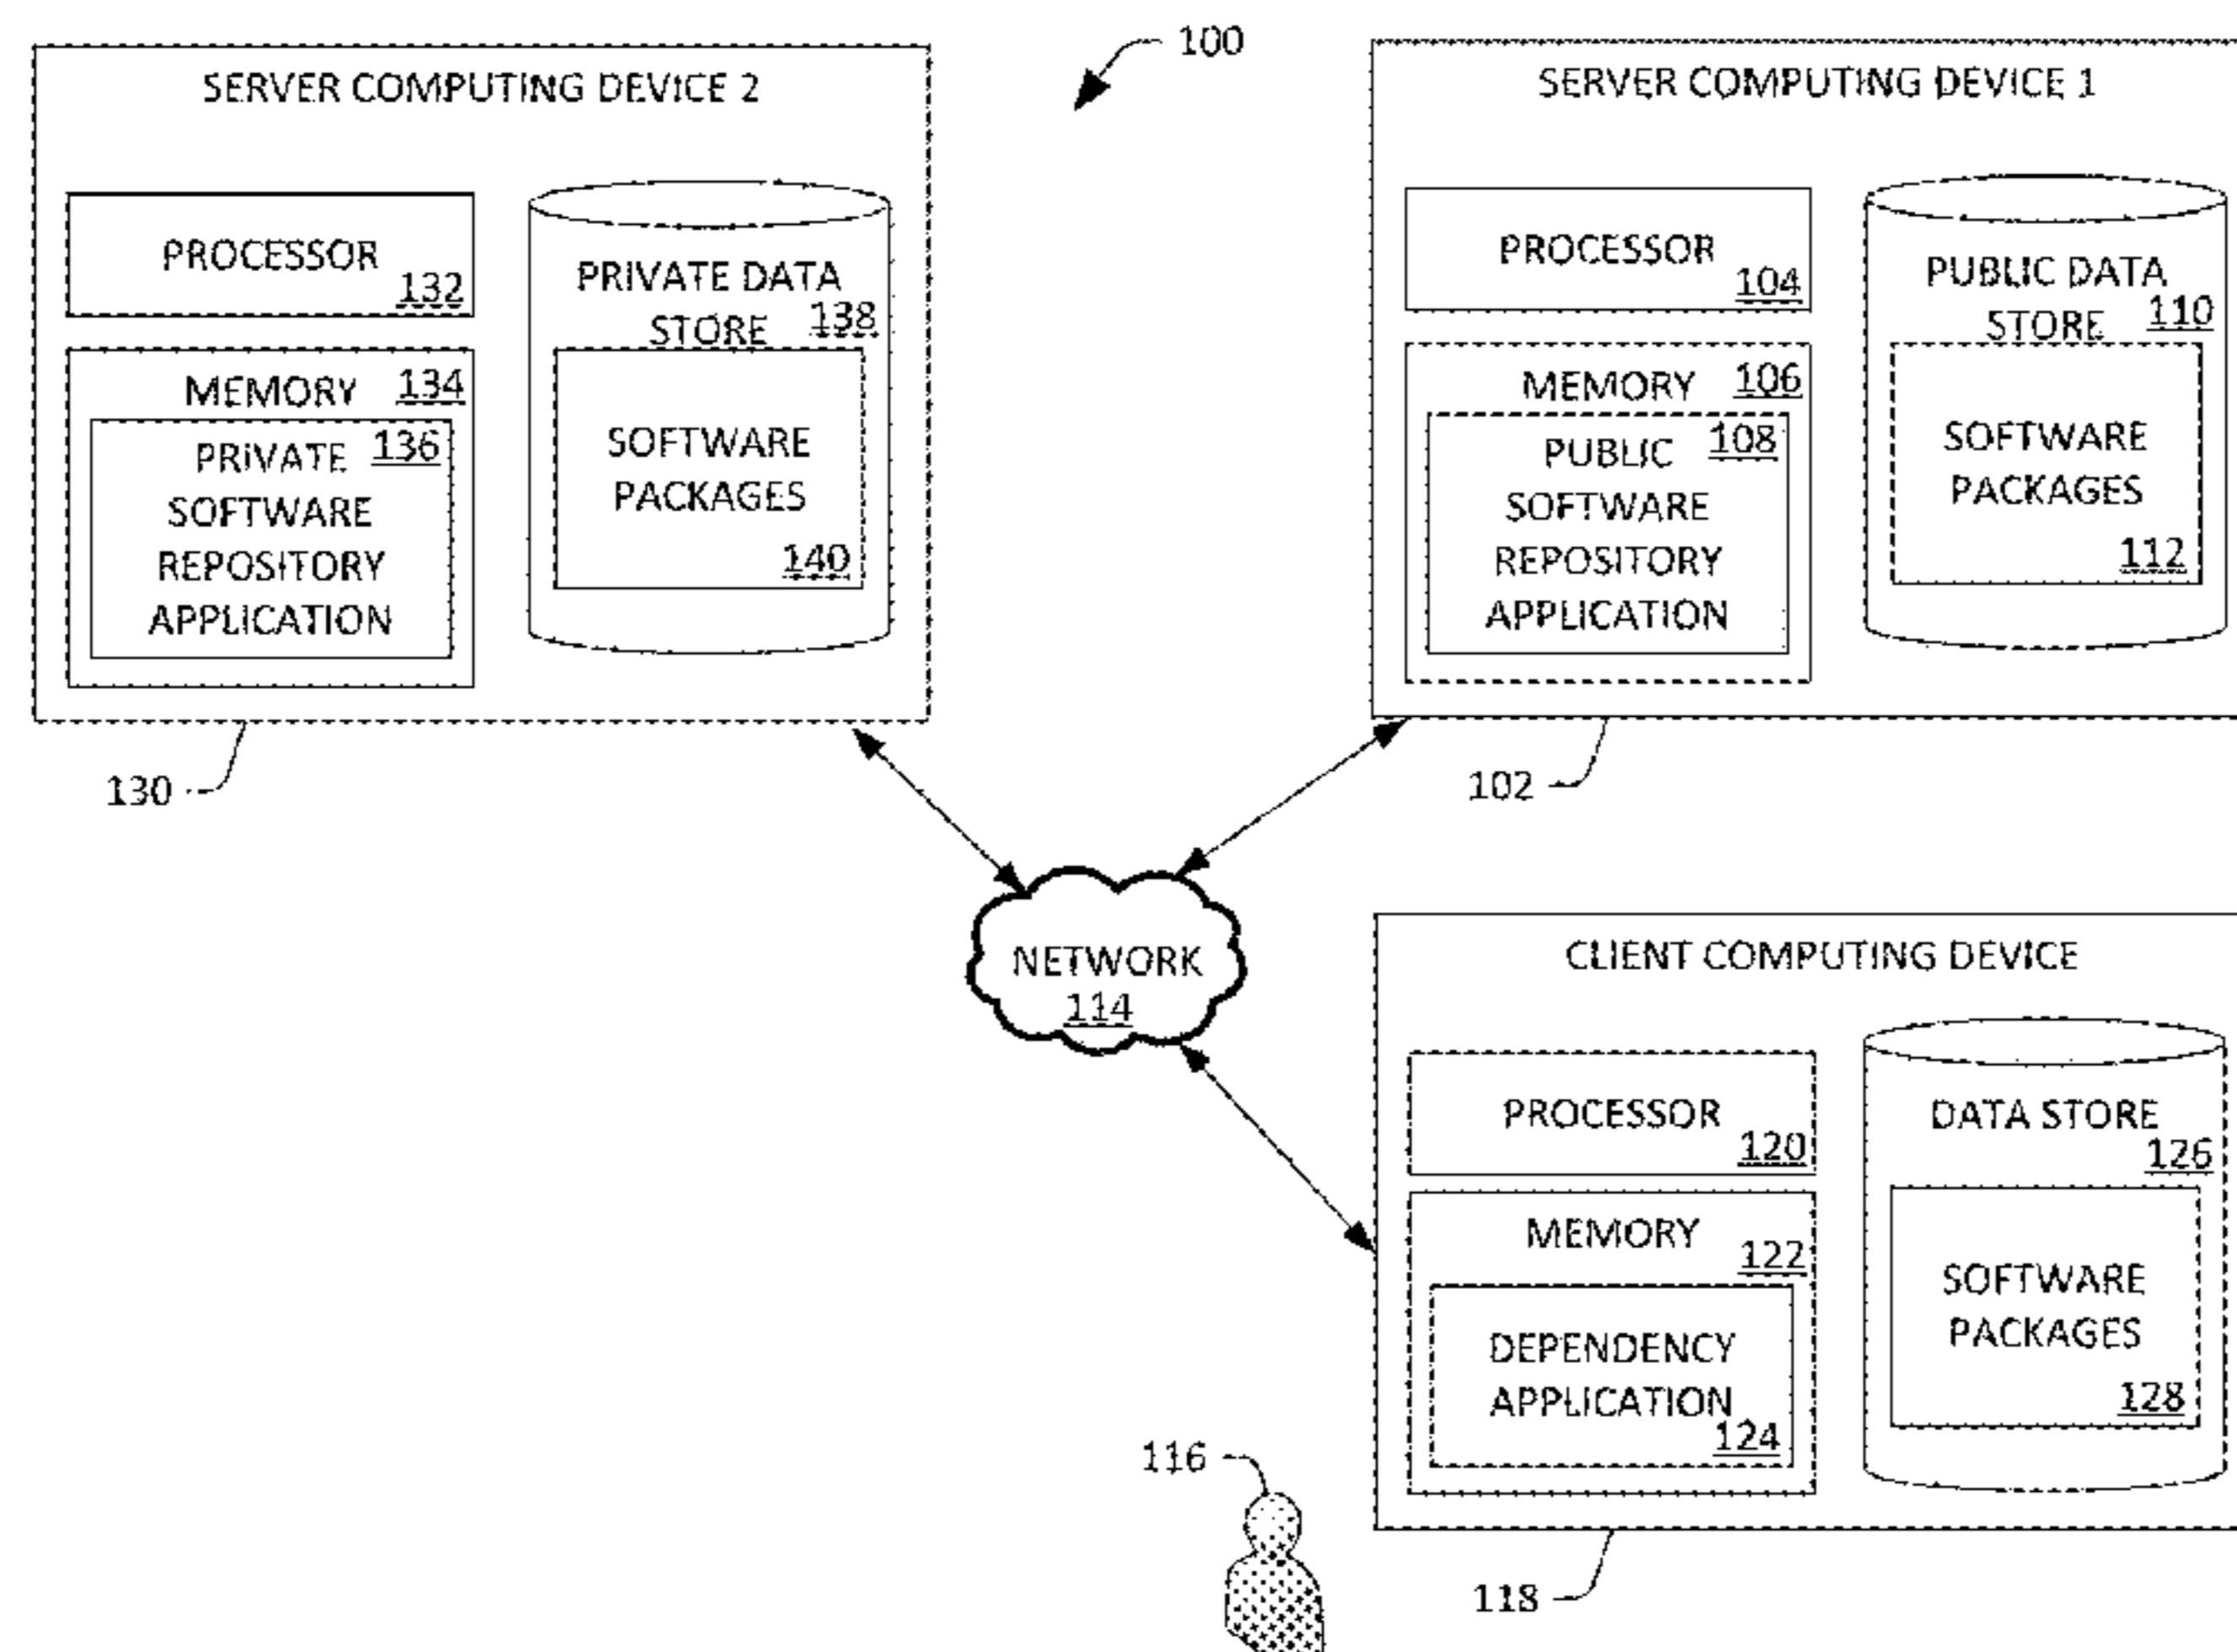 100
SERVER COMPUTING DEVICE 2
PROCESSOR
132
MEMORY 134
PRIVATE 136
SOFTWARE
REPOSITORY
APPLICATION
PRIVATE DATA
STORE 138
SOFTWARE
PACKAGES
140
130
SERVER COMPUTING DEVICE 1
PROCESSOR
104
MEMORY 106
PUBLIC 108
SOFTWARE
REPOSITORY
APPLICATION
PUBLIC DATA
STORE 110
SOFTWARE
PACKAGES
112
102
NETWORK
114
CLIENT COMPUTING DEVICE
PROCESSOR
120
MEMORY
122
DEPENDENCY
APPLICATION
124
DATA STORE
126
SOFTWARE
PACKAGES
128
116
118